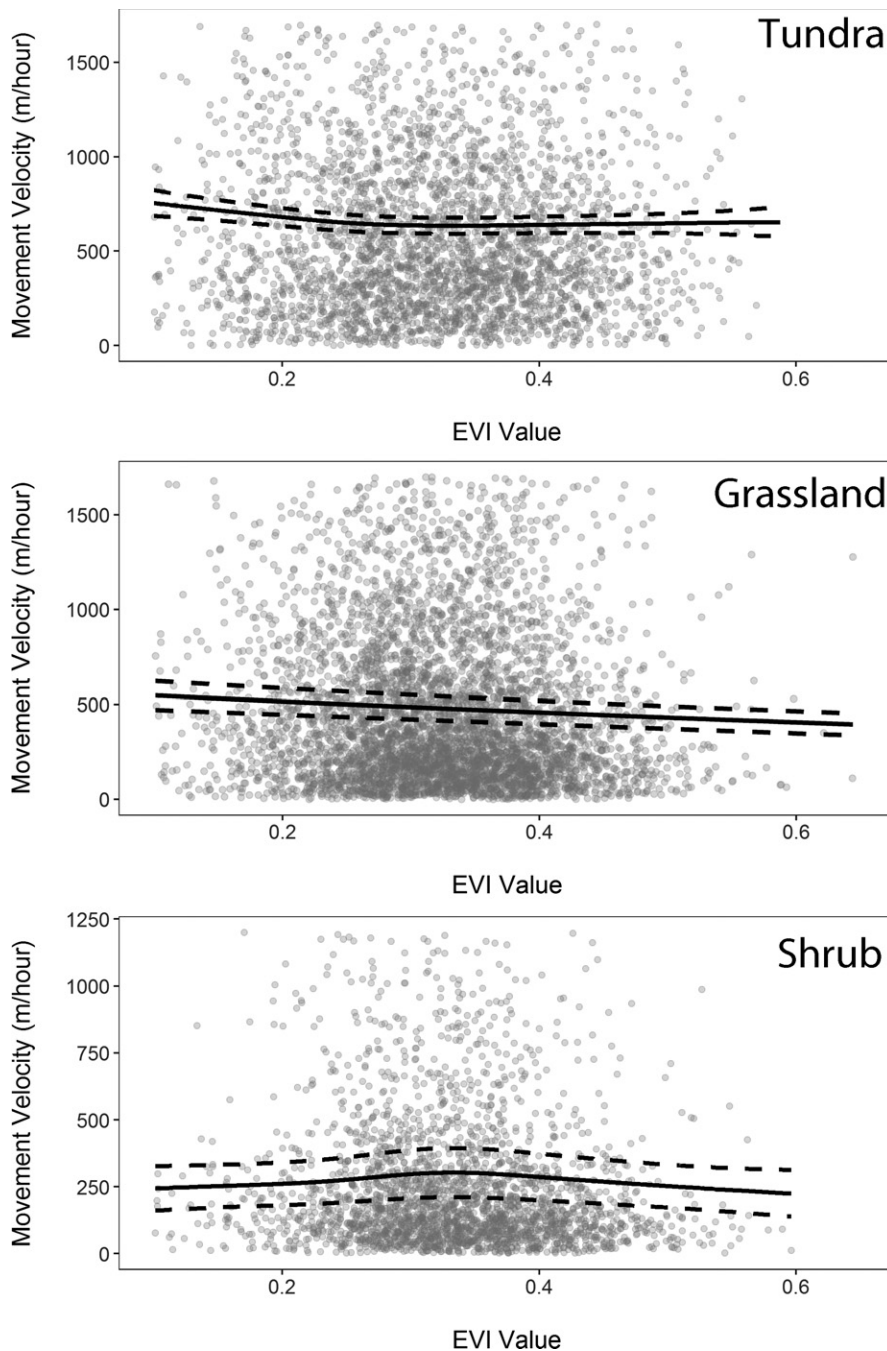 Tundra
Movement Velocity (m/hour)
1500
1000
500
0
0.2 0.4 0.6
EVI Value
Grassland
Movement Velocity (m/hour)
1500
1000
500
0
0.2 0.4 0.6
EVI Value
Shrub
Movement Velocity (m/hour)
1250
1000
750
500
250
0
0.2 0.4 0.6
EVI Value